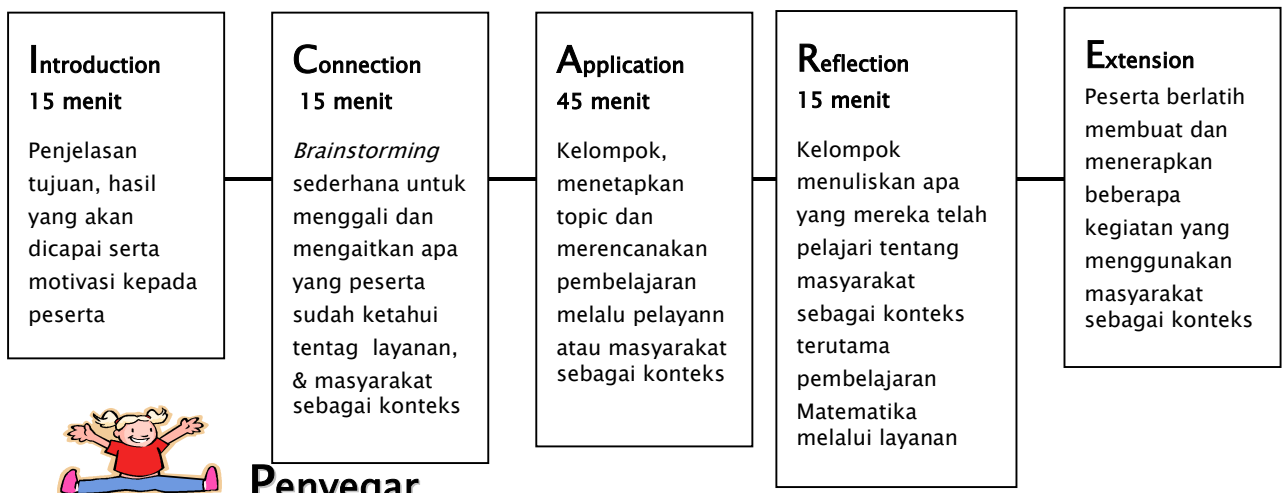 Introduction
15 menit
Penjelasan
tujuan, hasil
yang akan
dicapai serta
motivasi kepada
peserta
Connection
15 menit
Brainstorming
sederhana untuk
menggali dan
mengaitkan apa
yang peserta
sudah ketahui
tentag layanan,
& masyarakat
sebagai konteks
Application
45 menit
Kelompok,
menetapkan
topic dan
merencanakan
pembelajaran
melalu pelayann
atau masyarakat
sebagai konteks
Reflection
15 menit
Kelompok
menuliskan apa
yang mereka telah
pelajari tentang
masyarakat
sebagai konteks
terutama
pembelajaran
Matematika
melalui layanan
Extension
Peserta berlatih
membuat dan
menerapkan
beberapa
kegiatan yang
menggunakan
masyarakat
sebagai konteks
Penyegar